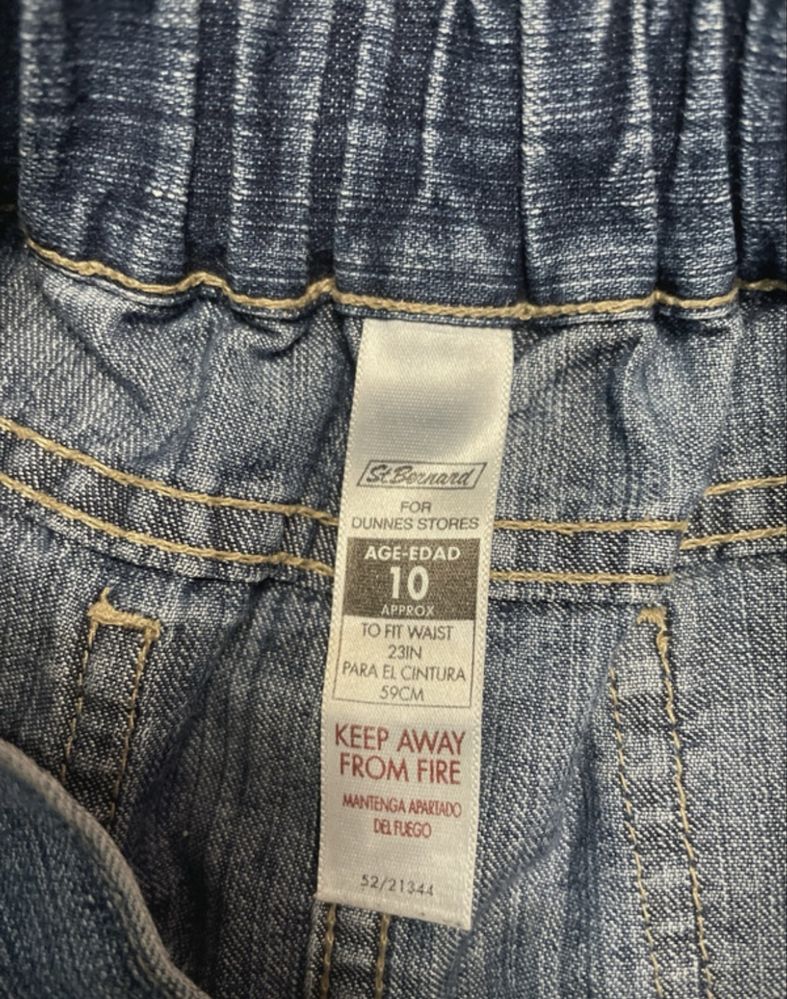 St.Bernard
FOR
DUNNES STORES
AGE-EDAD
10
APPROX
TO FIT WAIST
23IN
PARA EL CINTURA
59CM
KEEP AWAY
FROM FIRE
MANTENGA APARTADO
DEL FUEGO
52/21344